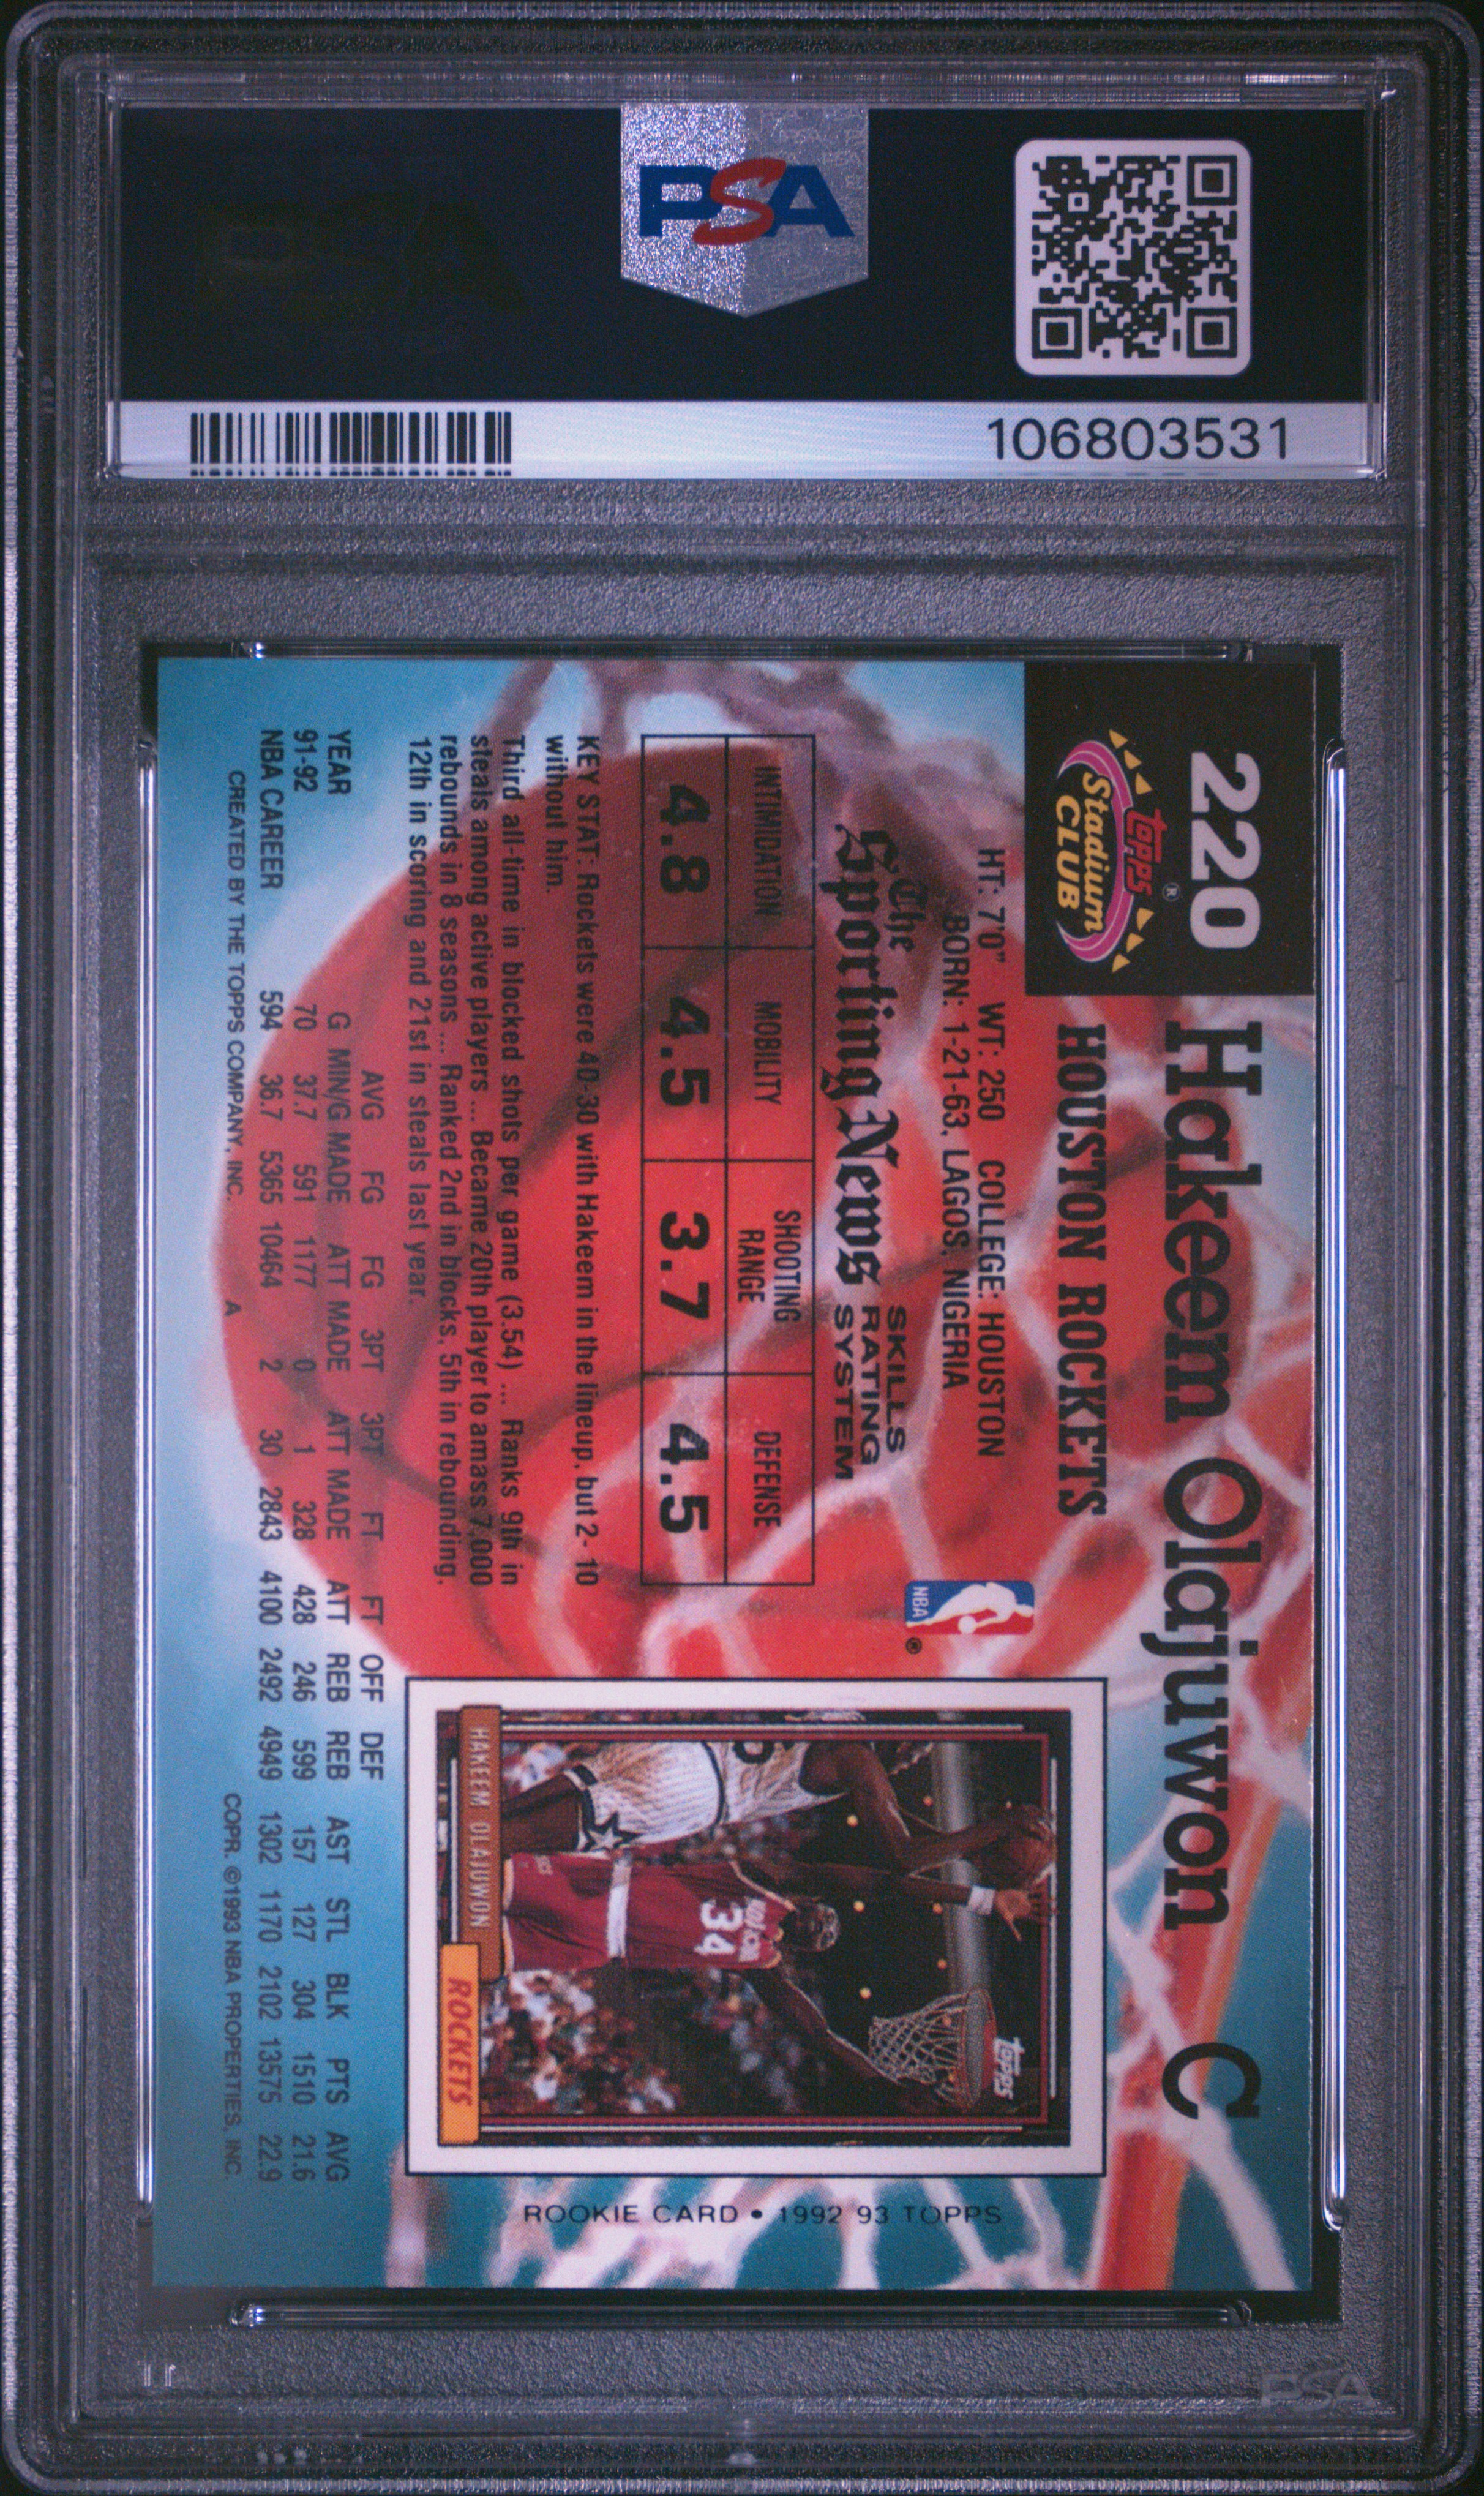 PSA
106803531
220
Hakeem Olajuwon C
HOUSTON ROCKETS
TOPPS ®
Stadium
CLUB
HT: 7'0" WT: 250 COLLEGE: HOUSTON
BORN: 1-21-63, LAGOS, NIGERIA
NBA ®
The
Sporting News
SKILLS
RATING
SYSTEM
INTIMIDATION MOBILITY SHOOTING RANGE DEFENSE
4.8 4.5 3.7 4.5
KEY STAT: Rockets were 40-30 with Hakeem in the lineup, but 2-10
without him.
Third all-time in blocked shots per game (3.54) ... Ranks 9th in
steals among active players ... Became 20th player to amass 7,000
rebounds in 8 seasons ... Ranked 2nd in blocks, 5th in rebounding,
12th in scoring and 21st in steals last year.
AVG FG FG 3PT 3PT FT FT OFF DEF
YEAR G MIN/G MADE ATT MADE ATT MADE ATT REB REB AST STL BLK PTS AVG
91-92 70 37.7 591 1177 0 1 328 428 246 599 157 127 304 1510 21.6
NBA CAREER 594 36.7 5365 10464 2 30 2843 4100 2492 4949 1302 1170 2102 13575 22.9
CREATED BY THE TOPPS COMPANY, INC. A COPR. ©1993 NBA PROPERTIES, INC.
TOPPS
34
HAKEEM OLAJUWON
ROCKETS
ROOKIE CARD • 1992 93 TOPPS
PSA